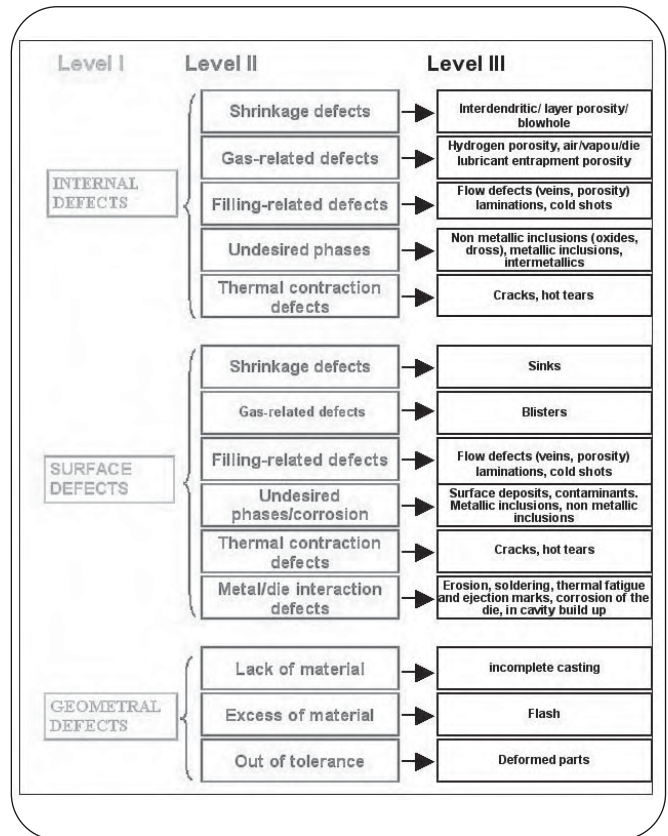 Level I Level II Level III
Shrinkage defects
Interdendritic/ layer porosity/
blowhole
Gas-related defects
Hydrogen porosity, air/vapou/die
lubricant entrapment porosity
INTERNAL
DEFECTS
Filling-related defects
Flow defects (veins, porosity)
laminations, cold shots
Undesired phases
Non metallic inclusions (oxides,
dross), metallic inclusions,
intermetallics
Thermal contraction
defects
Cracks, hot tears
Shrinkage defects
Sinks
Gas-related defects
Blisters
SURFACE
DEFECTS
Filling-related defects
Flow defects (veins, porosity)
laminations, cold shots
Undesired
phases/corrosion
Surface deposits, contaminants.
Metallic inclusions, non metallic
inclusions
Thermal contraction
defects
Cracks, hot tears
Metal/die interaction
defects
Erosion, soldering, thermal fatigue
and ejection marks, corrosion of the
die, in cavity build up
Lack of material
incomplete casting
GEOMETRAL
DEFECTS
Excess of material
Flash
Out of tolerance
Deformed parts